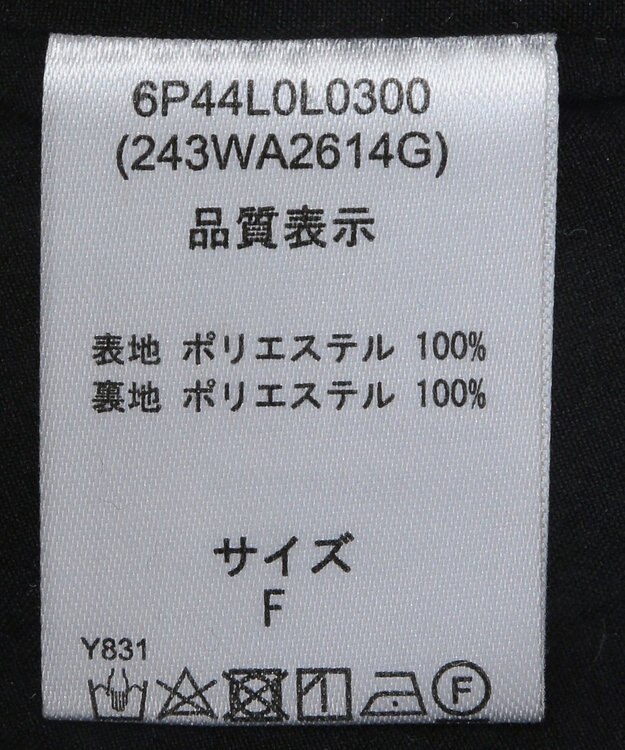 6P44L0L0300
(243WA2614G)
品質表示
表地 ポリエステル 100%
裏地 ポリエステル 100%
サイズ
F
Y831
F